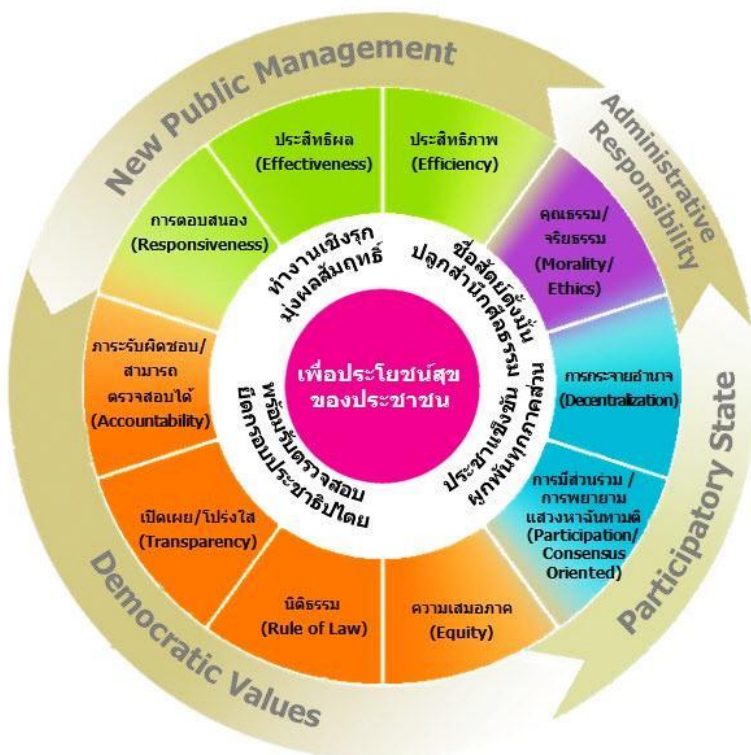 New Public Management
Administrative
Responsibility
Participatory State
Democratic Values
ประสิทธิผล
(Effectiveness)
ประสิทธิภาพ
(Efficiency)
คุณธรรม/
จริยธรรม
(Morality/
Ethics)
การกระจายอำนาจ
(Decentralization)
การมีส่วนร่วม /
การพยายาม
แสวงหาฉันทามติ
(Participation/
Consensus
Oriented)
ความเสมอภาค
(Equity)
นิติธรรม
(Rule of Law)
เปิดเผย/โปร่งใส
(Transparency)
ภาระรับผิดชอบ/
สามารถ
ตรวจสอบได้
(Accountability)
การตอบสนอง
(Responsiveness)
ทำงานเชิงรุก
มุ่งผลสัมฤทธิ์
ซื่อสัตย์ตั้งมั่น
ปลูกสำนึกศีลธรรม
ประชาแข็งขัน
ผูกพันทุกภาคส่วน
พร้อมรับตรวจสอบ
ยึดกรอบประชาธิปไตย
เพื่อประโยชน์สุข
ของประชาชน